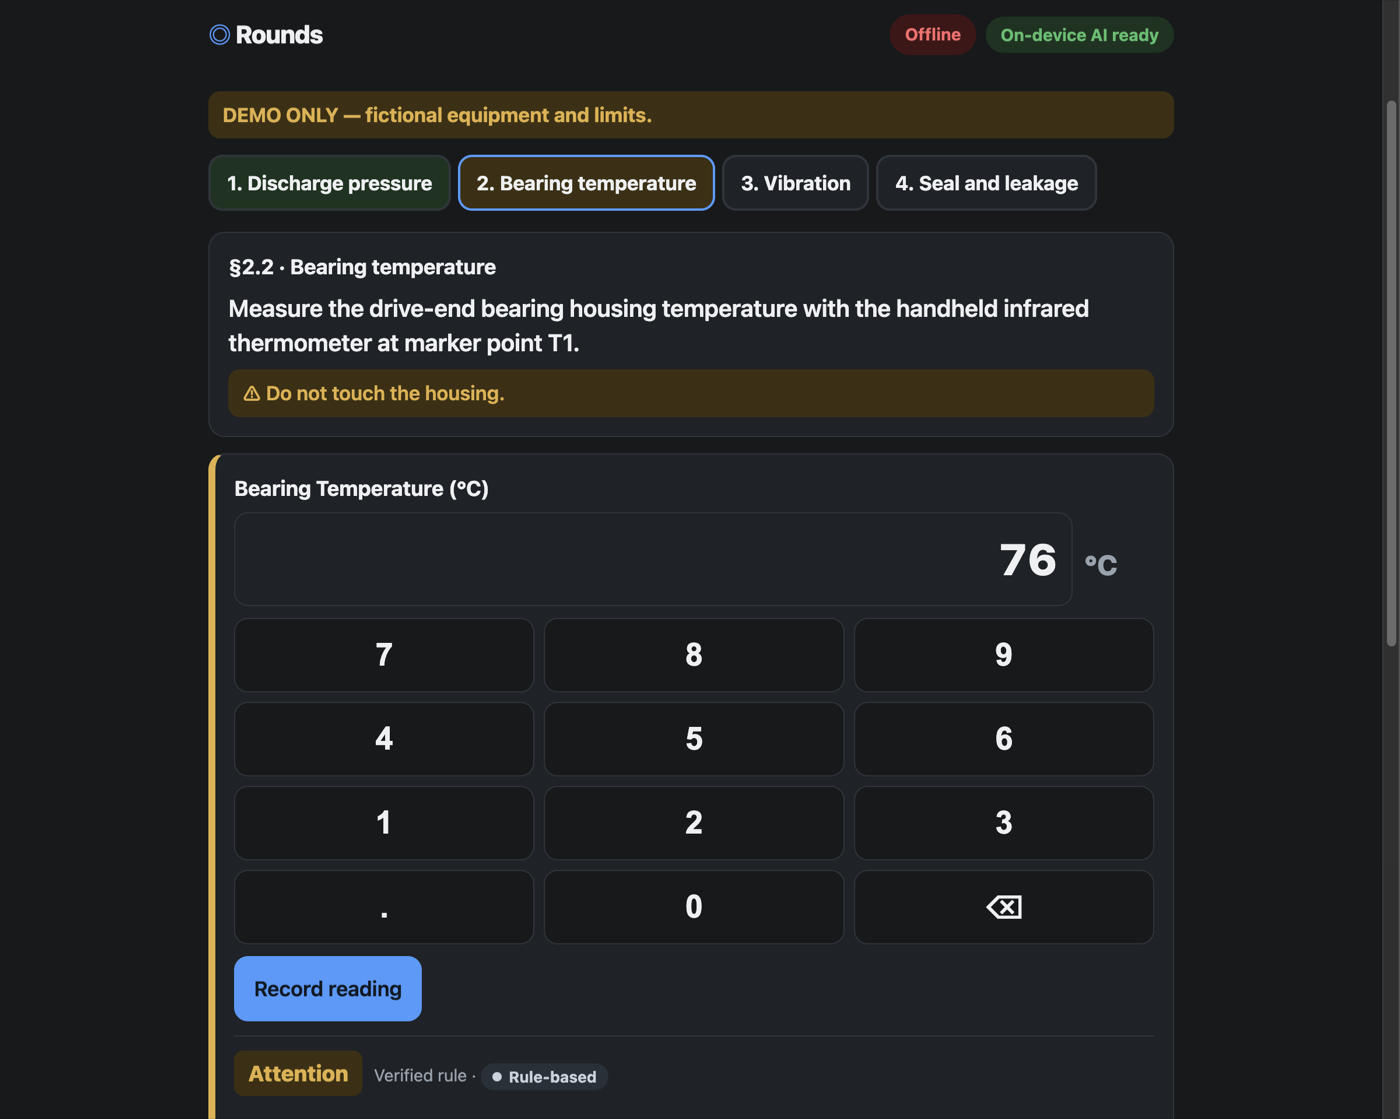 Rounds
Offline
On-device AI ready
DEMO ONLY — fictional equipment and limits.
1. Discharge pressure
2. Bearing temperature
3. Vibration
4. Seal and leakage
§2.2 · Bearing temperature
Measure the drive-end bearing housing temperature with the handheld infrared
thermometer at marker point T1.
⚠ Do not touch the housing.
Bearing Temperature (°C)
76 °C
7 8 9
4 5 6
1 2 3
. 0
Record reading
Attention Verified rule · Rule-based